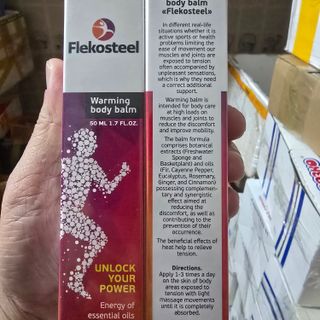 Flekosteel
Warming
body balm
50 ML 1.7 FL.OZ.
UNLOCK
YOUR
POWER
Energy of
essential oils
body balm
«Flekosteel»
In different real-life
situations whether it is
active sports or health
problems limiting the
ease of movement our
muscles and joints are
exposed to tension
often accompanied by
unpleasant sensations,
which is why they need
a correct additional
support.
Warming balm is
intended for body care
at high loads on
muscles and joints to
reduce the discomfort
and improve mobility.
The balm formula
comprises botanical
extracts (Freshwater
Sponge and
Basketplant) and oils
(Fir, Cayenne Pepper,
Eucalyptus, Rosemary,
Ginger, and Cinnamon)
possessing complemen-
tary and synergistic
effect aimed at
reducing the
discomfort, as well as
contributing to the
prevention of their
occurrence.
The beneficial effects of
heat help to relieve
tension.
Directions.
Apply 1-3 times a day
on the skin of body
areas exposed to
tension with light
massage movements
until it is completely
absorbed.